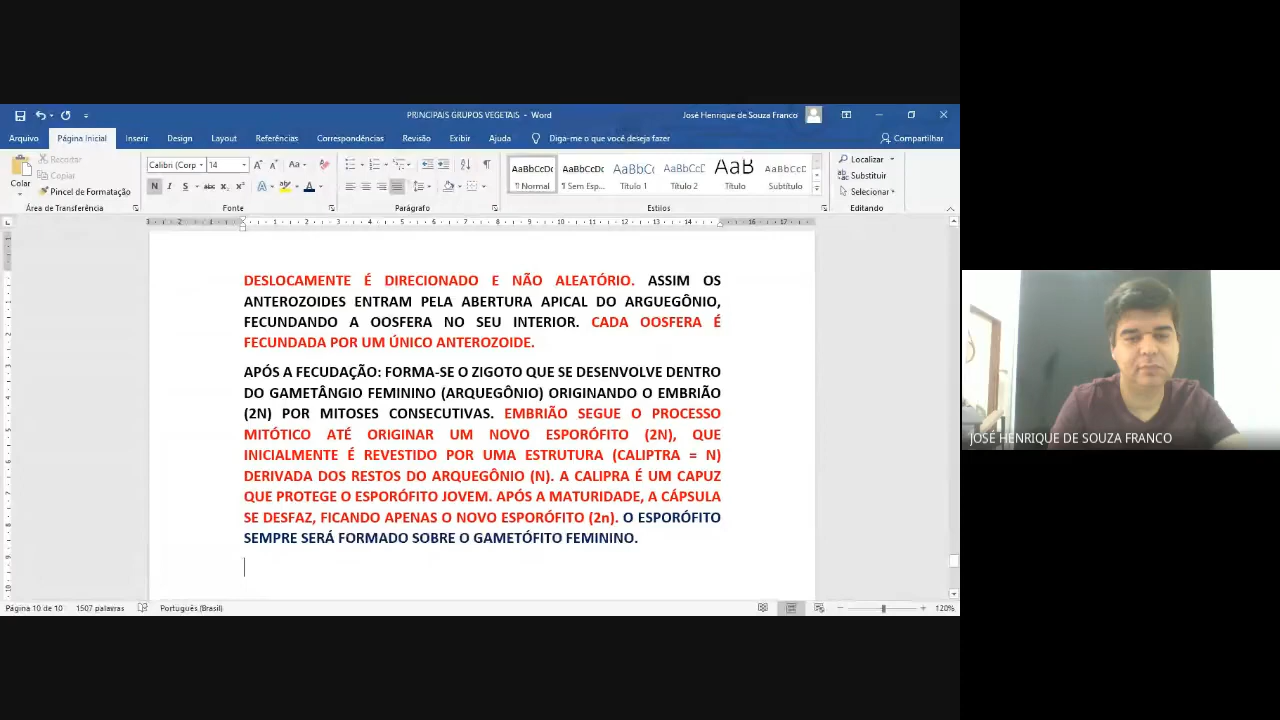 PRINCIPAIS GRUPOS VEGETAIS - Word
José Henrique de Souza Franco
Arquivo Página Inicial Inserir Design Layout Referências Correspondências Revisão Exibir Ajuda Diga-me o que você deseja fazer Compartilhar
Colar
Recortar
Copiar
Pincel de Formatação
Área de Transferência
Calibri (Corp 14
Fonte
Parágrafo
AaBbCcDc AaBbCcDc AaBbCc AaBbCcC AaB AaBbCcC
¶ Normal ¶ Sem Esp... Título 1 Título 2 Título Subtítulo
Estilos
Localizar
Substituir
Selecionar
Editando
DESLOCAMENTE É DIRECIONADO E NÃO ALEATÓRIO. ASSIM OS
ANTEROZOIDES ENTRAM PELA ABERTURA APICAL DO ARGUEGÔNIO,
FECUNDANDO A OOSFERA NO SEU INTERIOR. CADA OOSFERA É
FECUNDADA POR UM ÚNICO ANTEROZOIDE.
APÓS A FECUDAÇÃO: FORMA-SE O ZIGOTO QUE SE DESENVOLVE DENTRO
DO GAMETÂNGIO FEMININO (ARQUEGÔNIO) ORIGINANDO O EMBRIÃO
(2N) POR MITOSES CONSECUTIVAS. EMBRIÃO SEGUE O PROCESSO
MITÓTICO ATÉ ORIGINAR UM NOVO ESPORÓFITO (2N), QUE
INICIALMENTE É REVESTIDO POR UMA ESTRUTURA (CALIPTRA = N)
DERIVADA DOS RESTOS DO ARQUEGÔNIO (N). A CALIPRA É UM CAPUZ
QUE PROTEGE O ESPORÓFITO JOVEM. APÓS A MATURIDADE, A CÁPSULA
SE DESFAZ, FICANDO APENAS O NOVO ESPORÓFITO (2n). O ESPORÓFITO
SEMPRE SERÁ FORMADO SOBRE O GAMETÓFITO FEMININO.
Página 10 de 10 1507 palavras Português (Brasil) 120%
JOSÉ HENRIQUE DE SOUZA FRANCO